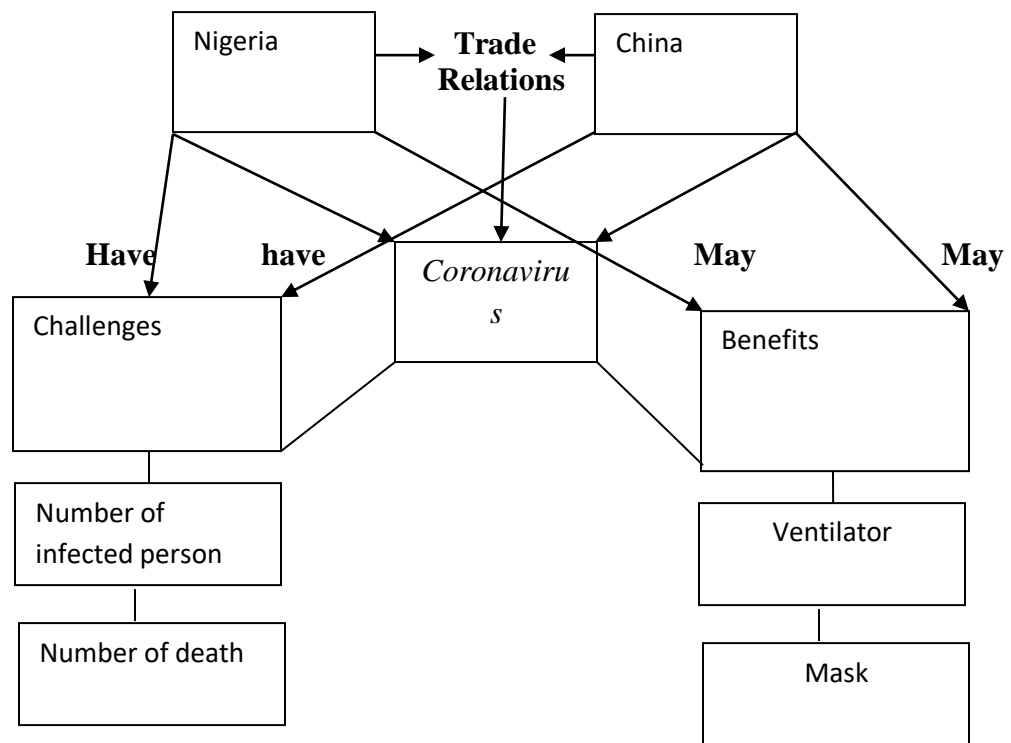 Nigeria
Trade
Relations
China
Have
have
Coronaviru
s
May
May
Challenges
Benefits
Number of
infected person
Ventilator
Number of death
Mask